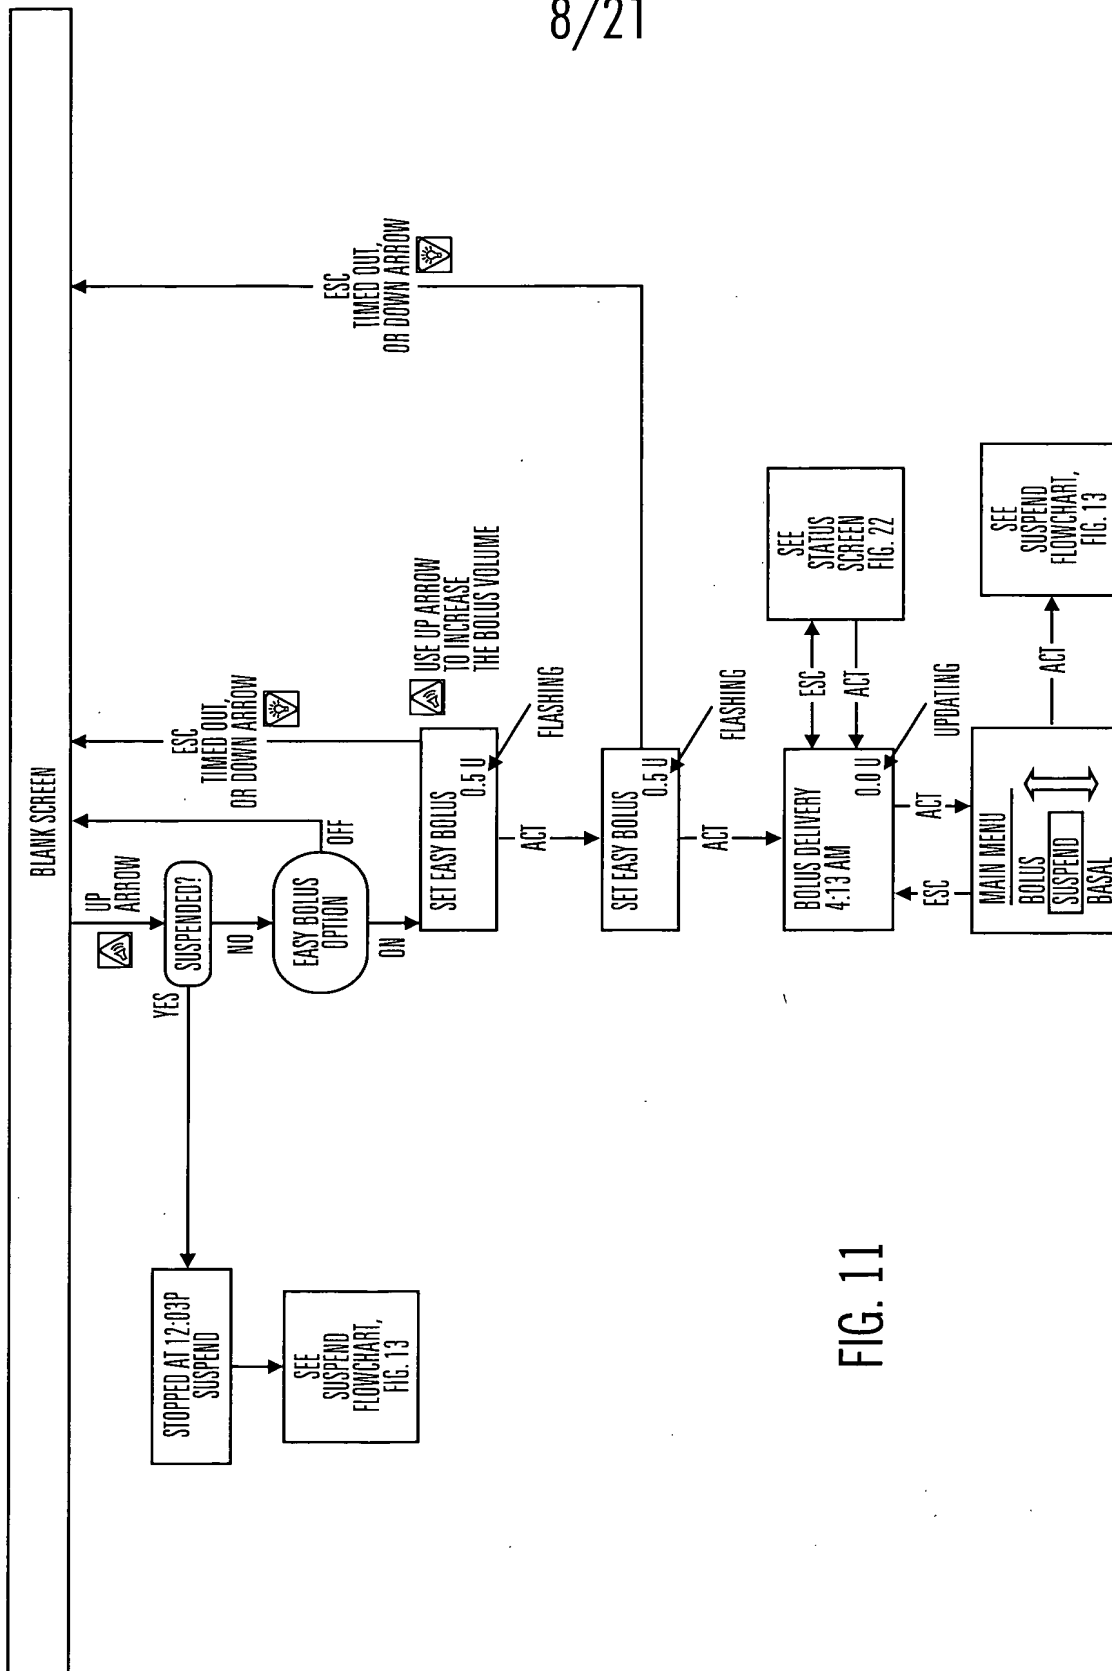 8/21
BLANK SCREEN
UP
ARROW
SUSPENDED?
YES
NO
STOPPED AT 12:03P
SUSPEND
SEE
SUSPEND
FLOWCHART,
FIG. 13
EASY BOLUS
OPTION
OFF
ON
ESC
TIMED OUT,
OR DOWN ARROW
SET EASY BOLUS
0.5 U
USE UP ARROW
TO INCREASE
THE BOLUS VOLUME
FLASHING
ACT
ESC
TIMED OUT,
OR DOWN ARROW
SET EASY BOLUS
0.5 U
FLASHING
ACT
BOLUS DELIVERY
4:13 AM
0.0 U
UPDATING
ESC
ACT
SEE
STATUS
SCREEN
FIG. 22
ESC
ACT
MAIN MENU
BOLUS
SUSPEND
BASAL
ACT
SEE
SUSPEND
FLOWCHART,
FIG. 13
FIG. 11